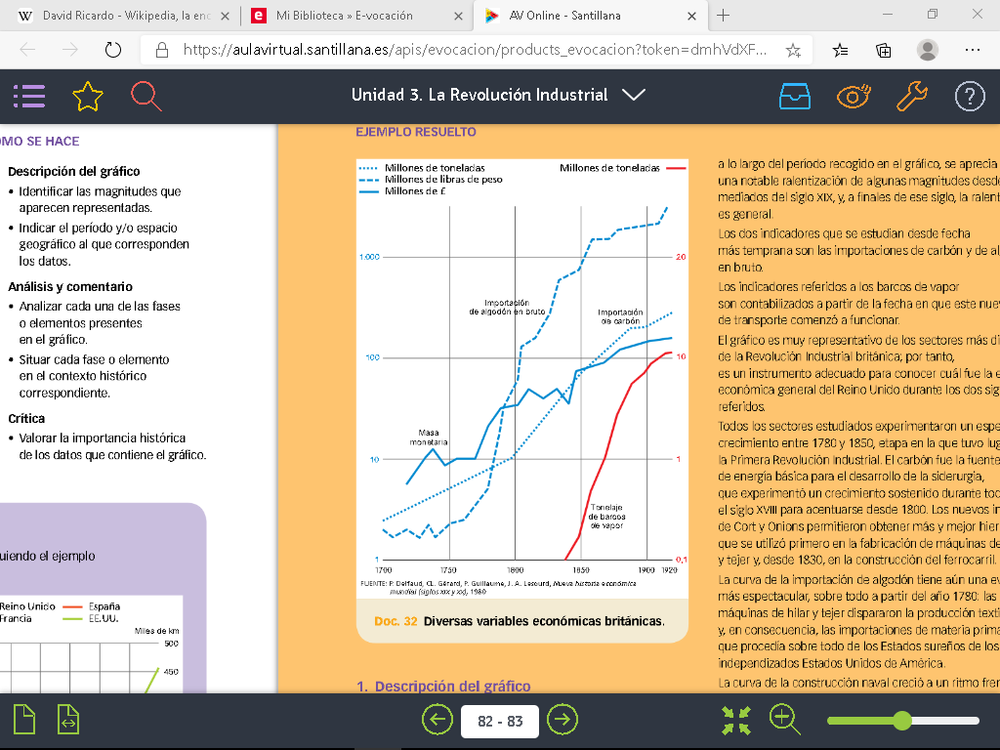 David Ricardo - Wikipedia, la enc
Mi Biblioteca » E-vocación
AV Online - Santillana
https://aulavirtual.santillana.es/apis/evocacion/products_evocacion?token=dmhVdXF...
Unidad 3. La Revolución Industrial
OMO SE HACE
Descripción del gráfico
• Identificar las magnitudes que
aparecen representadas.
• Indicar el período y/o espacio
geográfico al que corresponden
los datos.
Análisis y comentario
• Analizar cada una de las fases
o elementos presentes
en el gráfico.
• Situar cada fase o elemento
en el contexto histórico
correspondiente.
Crítica
• Valorar la importancia histórica
de los datos que contiene el gráfico.
uiendo el ejemplo
Reino Unido
España
Francia
EE.UU.
Miles de km
500
450
EJEMPLO RESUELTO
Millones de toneladas
Millones de libras de peso
Millones de £
Millones de toneladas
1.000
100
10
1
20
10
1
0,1
Importación
de algodón en bruto
Importación
de carbón
Masa
monetaria
Tonelaje
de barcos
de vapor
1700 1750 1800 1850 1900 1920
FUENTE: P. Delfaud, CL. Gérard, P. Guillaume, J. A. Lesourd, Nueva historia económica
mundial (siglos XIX y XX), 1980
Doc. 32 Diversas variables económicas británicas.
1. Descripción del gráfico
a lo largo del período recogido en el gráfico, se aprecia
una notable ralentización de algunas magnitudes desde
mediados del siglo XIX, y, a finales de ese siglo, la ralent
es general.
Los dos indicadores que se estudian desde fecha
más temprana son las importaciones de carbón y de al
en bruto.
Los indicadores referidos a los barcos de vapor
son contabilizados a partir de la fecha en que este nuev
de transporte comenzó a funcionar.
El gráfico es muy representativo de los sectores más di
de la Revolución Industrial británica; por tanto,
es un instrumento adecuado para conocer cuál fue la e
económica general del Reino Unido durante los dos sig
referidos.
Todos los sectores estudiados experimentaron un espe
crecimiento entre 1780 y 1850, etapa en la que tuvo lug
la Primera Revolución Industrial. El carbón fue la fuente
de energía básica para el desarrollo de la siderurgia,
que experimentó un crecimiento sostenido durante tod
el siglo XVIII para acentuarse desde 1800. Los nuevos in
de Cort y Onions permitieron obtener más y mejor hier
que se utilizó primero en la fabricación de máquinas de
y tejer y, desde 1830, en la construcción del ferrocarril.
La curva de la importación de algodón tiene aún una ev
más espectacular, sobre todo a partir del año 1780: las
máquinas de hilar y tejer dispararon la producción texti
y, en consecuencia, las importaciones de materia prima
que procedía sobre todo de los Estados sureños de los
independizados Estados Unidos de América.
La curva de la construcción naval creció a un ritmo fren
82 - 83